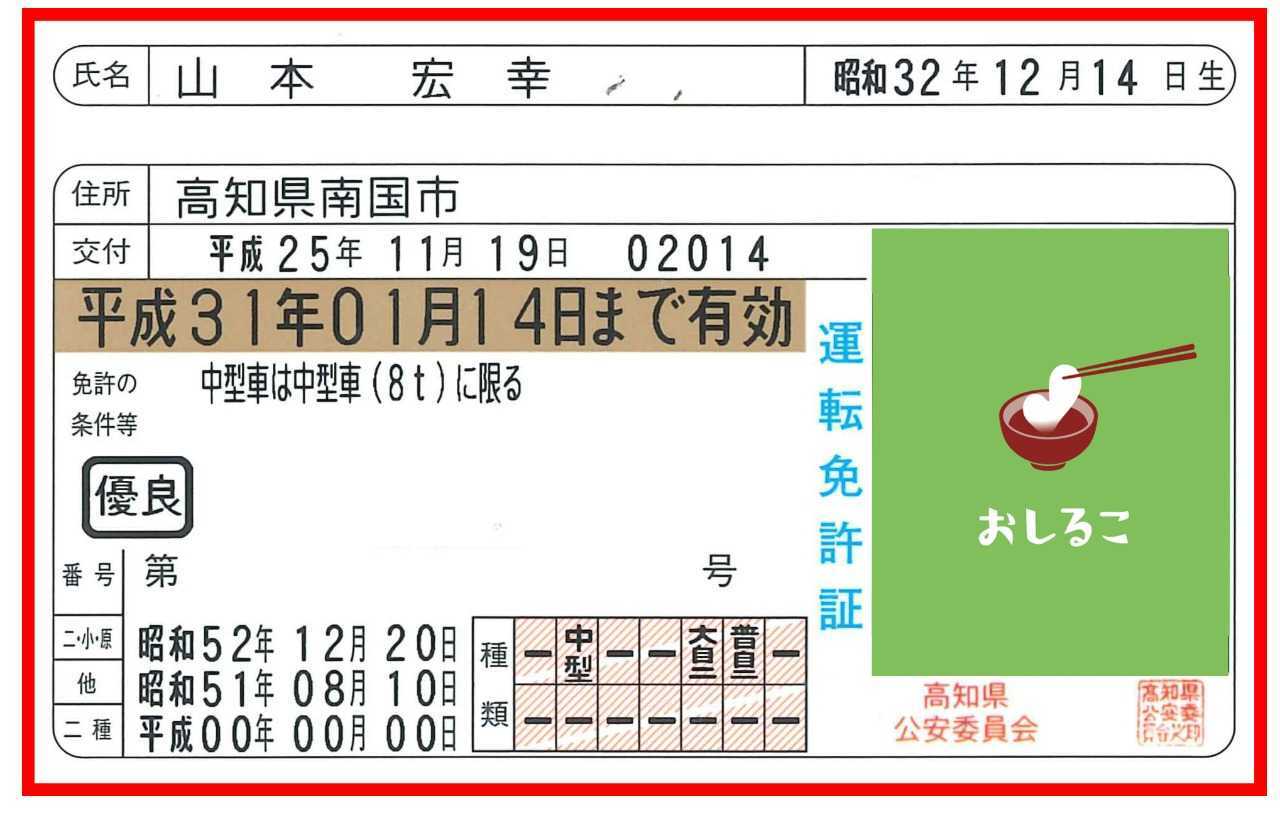 氏名 山本 宏幸 昭和32年12月14日生
住所 高知県南国市
交付 平成25年 11月 19日 02014
平成31年01月14日まで有効
免許の
条件等
中型車は中型車(8t)に限る
優良
番号 第 号
二・小・原 昭和52年 12月 20日
他 昭和51年 08月 10日
二種 平成00年 00月 00日
種類
— 中型 — — 大自二 普自二 —
— — — — — — —
運転免許証
おしるこ
高知県
公安委員会
高知県
公安委